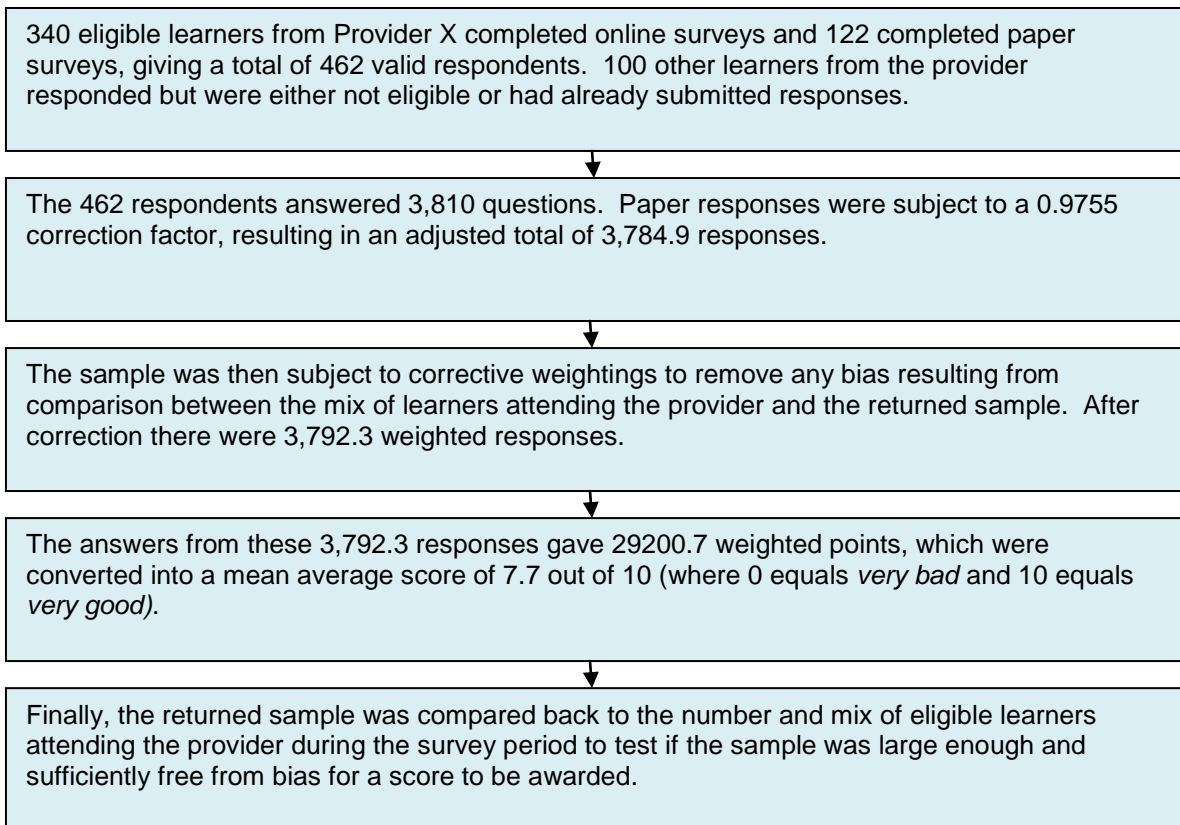 340 eligible learners from Provider X completed online surveys and 122 completed paper
surveys, giving a total of 462 valid respondents.  100 other learners from the provider
responded but were either not eligible or had already submitted responses.
The 462 respondents answered 3,810 questions.  Paper responses were subject to a 0.9755
correction factor, resulting in an adjusted total of 3,784.9 responses.
The sample was then subject to corrective weightings to remove any bias resulting from
comparison between the mix of learners attending the provider and the returned sample.  After
correction there were 3,792.3 weighted responses.
The answers from these 3,792.3 responses gave 29200.7 weighted points, which were
converted into a mean average score of 7.7 out of 10 (where 0 equals very bad and 10 equals
very good).
Finally, the returned sample was compared back to the number and mix of eligible learners
attending the provider during the survey period to test if the sample was large enough and
sufficiently free from bias for a score to be awarded.